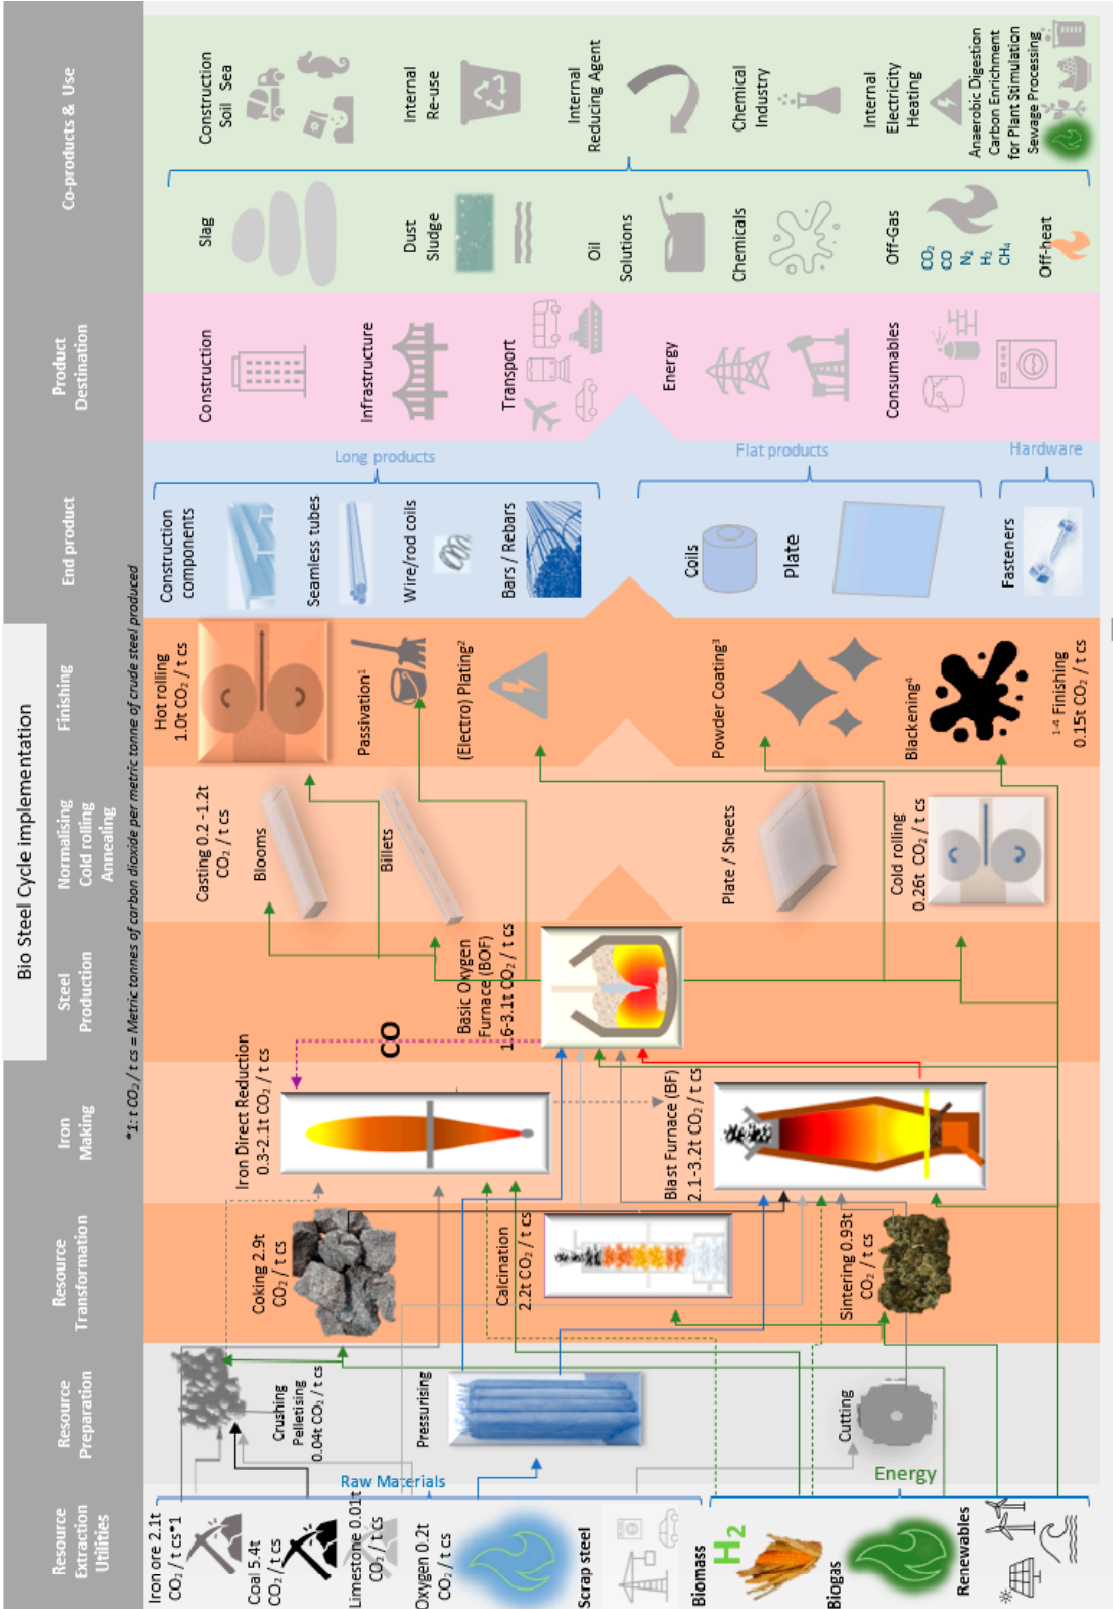 Bio Steel Cycle implementation
Resource
Extraction
Utilities
Resource
Preparation
Resource
Transformation
Iron
Making
Steel
Production
Normalising
Cold rolling
Annealing
Finishing
End product
Product
Destination
Co-products & Use
*1: t CO₂ / t cs = Metric tonnes of carbon dioxide per metric tonne of crude steel produced
Iron ore 2.1t
CO₂ / t cs*1
Coal 5.4t
CO₂ / t cs
Limestone 0.01t
CO₂ / t cs
Oxygen 0.2t
CO₂ / t cs
Scrap steel
Biomass
H₂
Biogas
Renewables
Raw Materials
Energy
Crushing
Pelletising
0.04t CO₂ / t cs
Pressurising
Cutting
Coking 2.9t
CO₂ / t cs
Calcination
2.2t CO₂ / t cs
Sintering 0.93t
CO₂ / t cs
Iron Direct Reduction
0.3-2.1t CO₂ / t cs
Blast Furnace (BF)
2.1-3.2t CO₂ / t cs
CO
Basic Oxygen
Furnace (BOF)
1.6-3.1t CO₂ / t cs
Casting 0.2 -1.2t
CO₂ / t cs
Blooms
Billets
Plate / Sheets
Cold rolling
0.26t CO₂ / t cs
Hot rolling
1.0t CO₂ / t cs
Passivation¹
(Electro) Plating²
Powder Coating³
Blackening⁴
¹⁻⁴ Finishing
0.15t CO₂ / t cs
Construction
components
Seamless tubes
Wire/rod coils
Bars / Rebars
Coils
Plate
Fasteners
Long products
Flat products
Hardware
Construction
Infrastructure
Transport
Energy
Consumables
Slag
Dust
Sludge
Oil
Solutions
Chemicals
Off-Gas
CO₂
CO
N₂
H₂
CH₄
Off-heat
Construction
Soil Sea
Internal
Re-use
Internal
Reducing Agent
Chemical
Industry
Internal
Electricity
Heating
Anaerobic Digestion
Carbon Enrichment
for Plant Stimulation
Sewage Processing